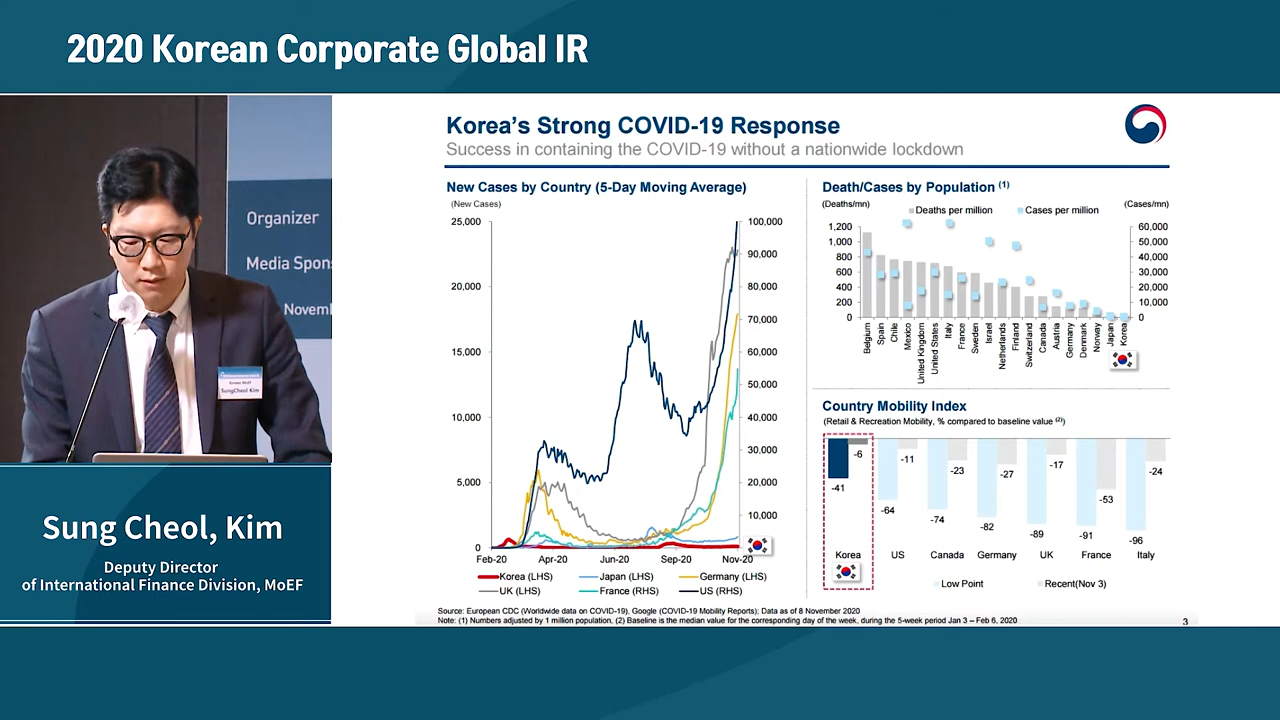 2020 Korean Corporate Global IR
Organizer
Media Spons
Novemb
Korean MoEF
SungCheol Kim
Sung Cheol, Kim
Deputy Director
of International Finance Division, MoEF
Korea's Strong COVID-19 Response
Success in containing the COVID-19 without a nationwide lockdown
New Cases by Country (5-Day Moving Average)
(New Cases)
25,000
20,000
15,000
10,000
5,000
0
100,000
90,000
80,000
70,000
60,000
50,000
40,000
30,000
20,000
10,000
Feb-20 Apr-20 Jun-20 Sep-20 Nov-20
Korea (LHS) Japan (LHS) Germany (LHS)
UK (LHS) France (RHS) US (RHS)
Death/Cases by Population (1)
(Deaths/mn) (Cases/mn)
Deaths per million Cases per million
1,200
1,000
800
600
400
200
0
60,000
50,000
40,000
30,000
20,000
10,000
0
Belgium
Spain
Chile
Mexico
United Kingdom
United States
Italy
France
Sweden
Israel
Netherlands
Finland
Switzerland
Canada
Austria
Germany
Denmark
Norway
Japan
Korea
Country Mobility Index
(Retail & Recreation Mobility, % compared to baseline value (2))
-41 -6
-64 -11
-74 -23
-82 -27
-89 -17
-91 -53
-96 -24
Korea US Canada Germany UK France Italy
Low Point Recent(Nov 3)
Source: European CDC (Worldwide data on COVID-19), Google (COVID-19 Mobility Reports); Data as of 8 November 2020
Note: (1) Numbers adjusted by 1 million population, (2) Baseline is the median value for the corresponding day of the week, during the 5-week period Jan 3 – Feb 6, 2020
3